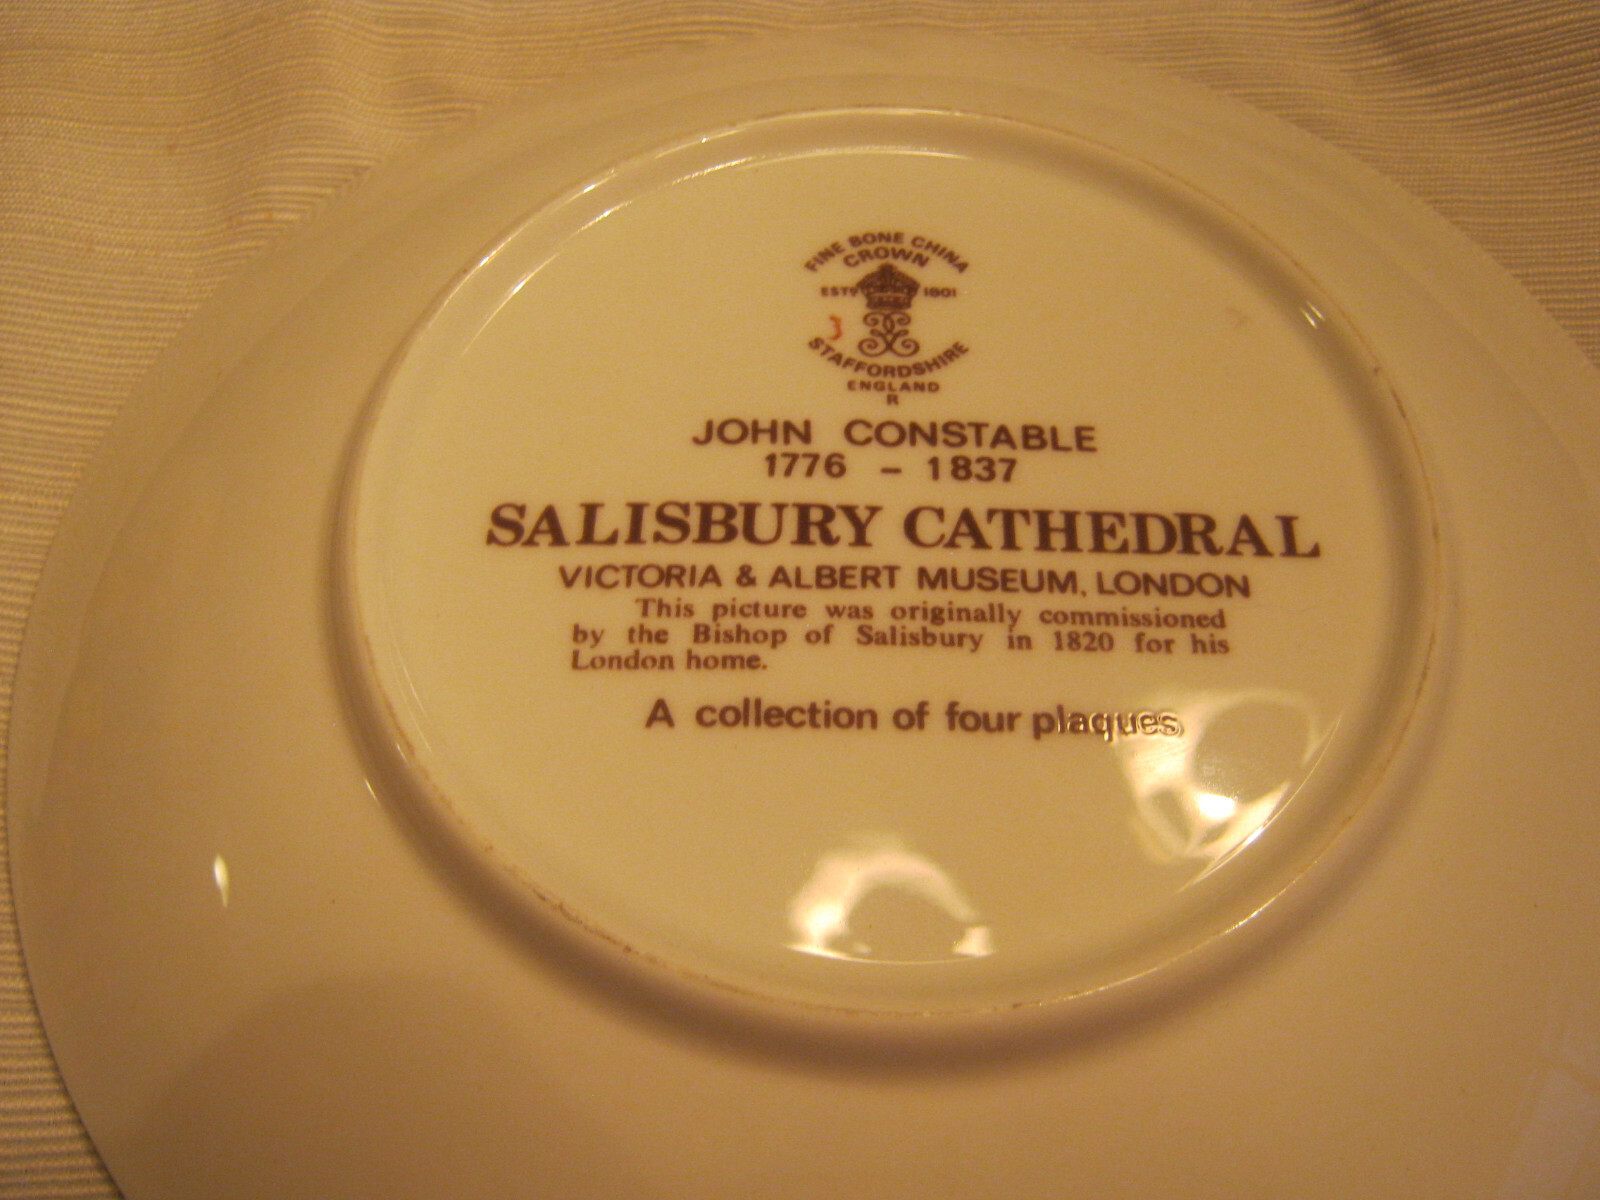 FINE BONE CHINA
CROWN
ESTD 1801
STAFFORDSHIRE
ENGLAND
R
JOHN CONSTABLE
1776 - 1837
SALISBURY CATHEDRAL
VICTORIA & ALBERT MUSEUM, LONDON
This picture was originally commissioned
by the Bishop of Salisbury in 1820 for his
London home.
A collection of four plaques